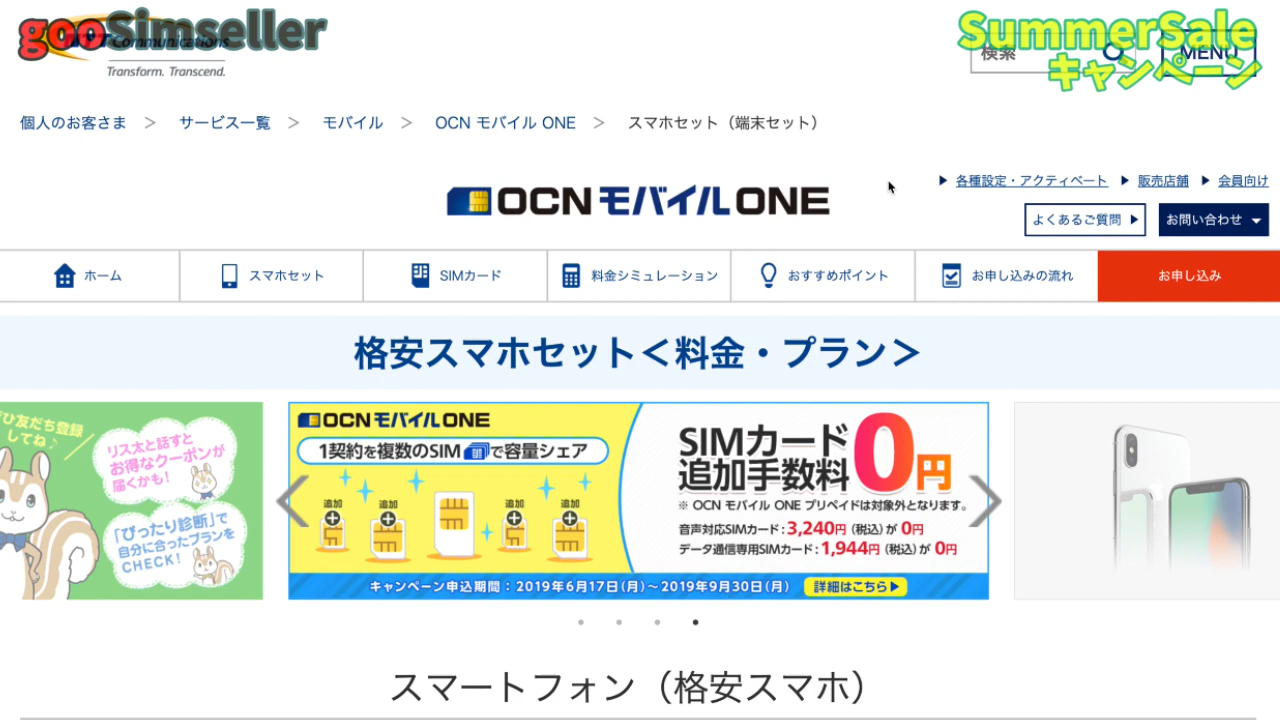 gooSimseller
SummerSale
キャンペーン
Communications
Transform. Transcend.
検索
MENU
個人のお客さま ＞ サービス一覧 ＞ モバイル ＞ OCN モバイル ONE ＞ スマホセット（端末セット）
各種設定・アクティベート 販売店舗 会員向け
OCN モバイル ONE
よくあるご質問 お問い合わせ
ホーム スマホセット SIMカード 料金シミュレーション おすすめポイント お申し込みの流れ お申し込み
格安スマホセット＜料金・プラン＞
ひ友だち登録
してね♪
リス太と話すと
お得なクーポンが
届くかも!
「ぴったり診断」で
自分に合ったプランを
CHECK!
OCN モバイル ONE
1契約を複数のSIMで容量シェア
追加 追加 追加 追加
SIMカード
追加手数料0円
※ OCN モバイル ONE プリペイドは対象外となります。
音声対応SIMカード：3,240円（税込）が 0円
データ通信専用SIMカード：1,944円（税込）が 0円
キャンペーン申込期間：2019年6月17日(月)～2019年9月30日(月) 詳細はこちら▶
スマートフォン（格安スマホ）